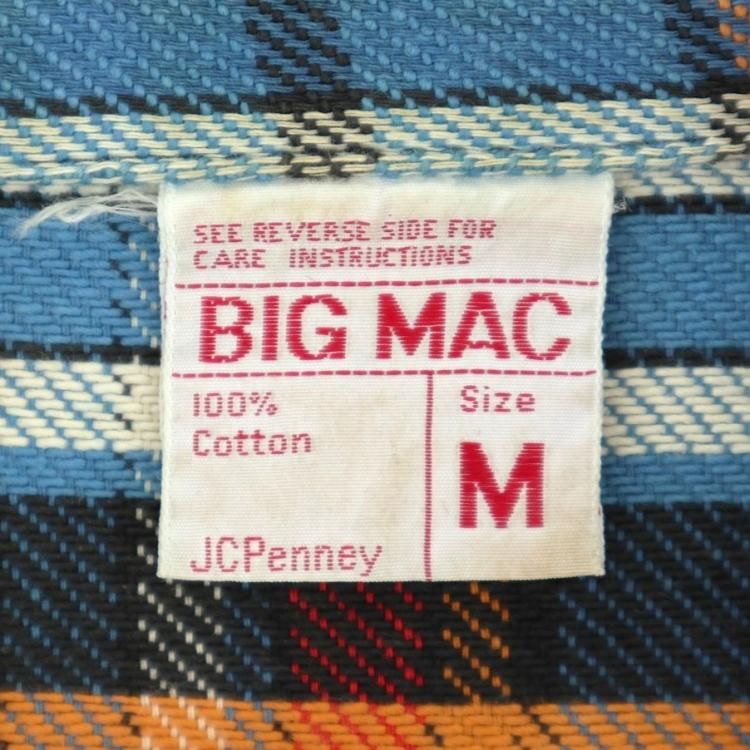 SEE REVERSE SIDE FOR
CARE INSTRUCTIONS
BIG MAC
100%
Cotton
Size
M
JCPenney